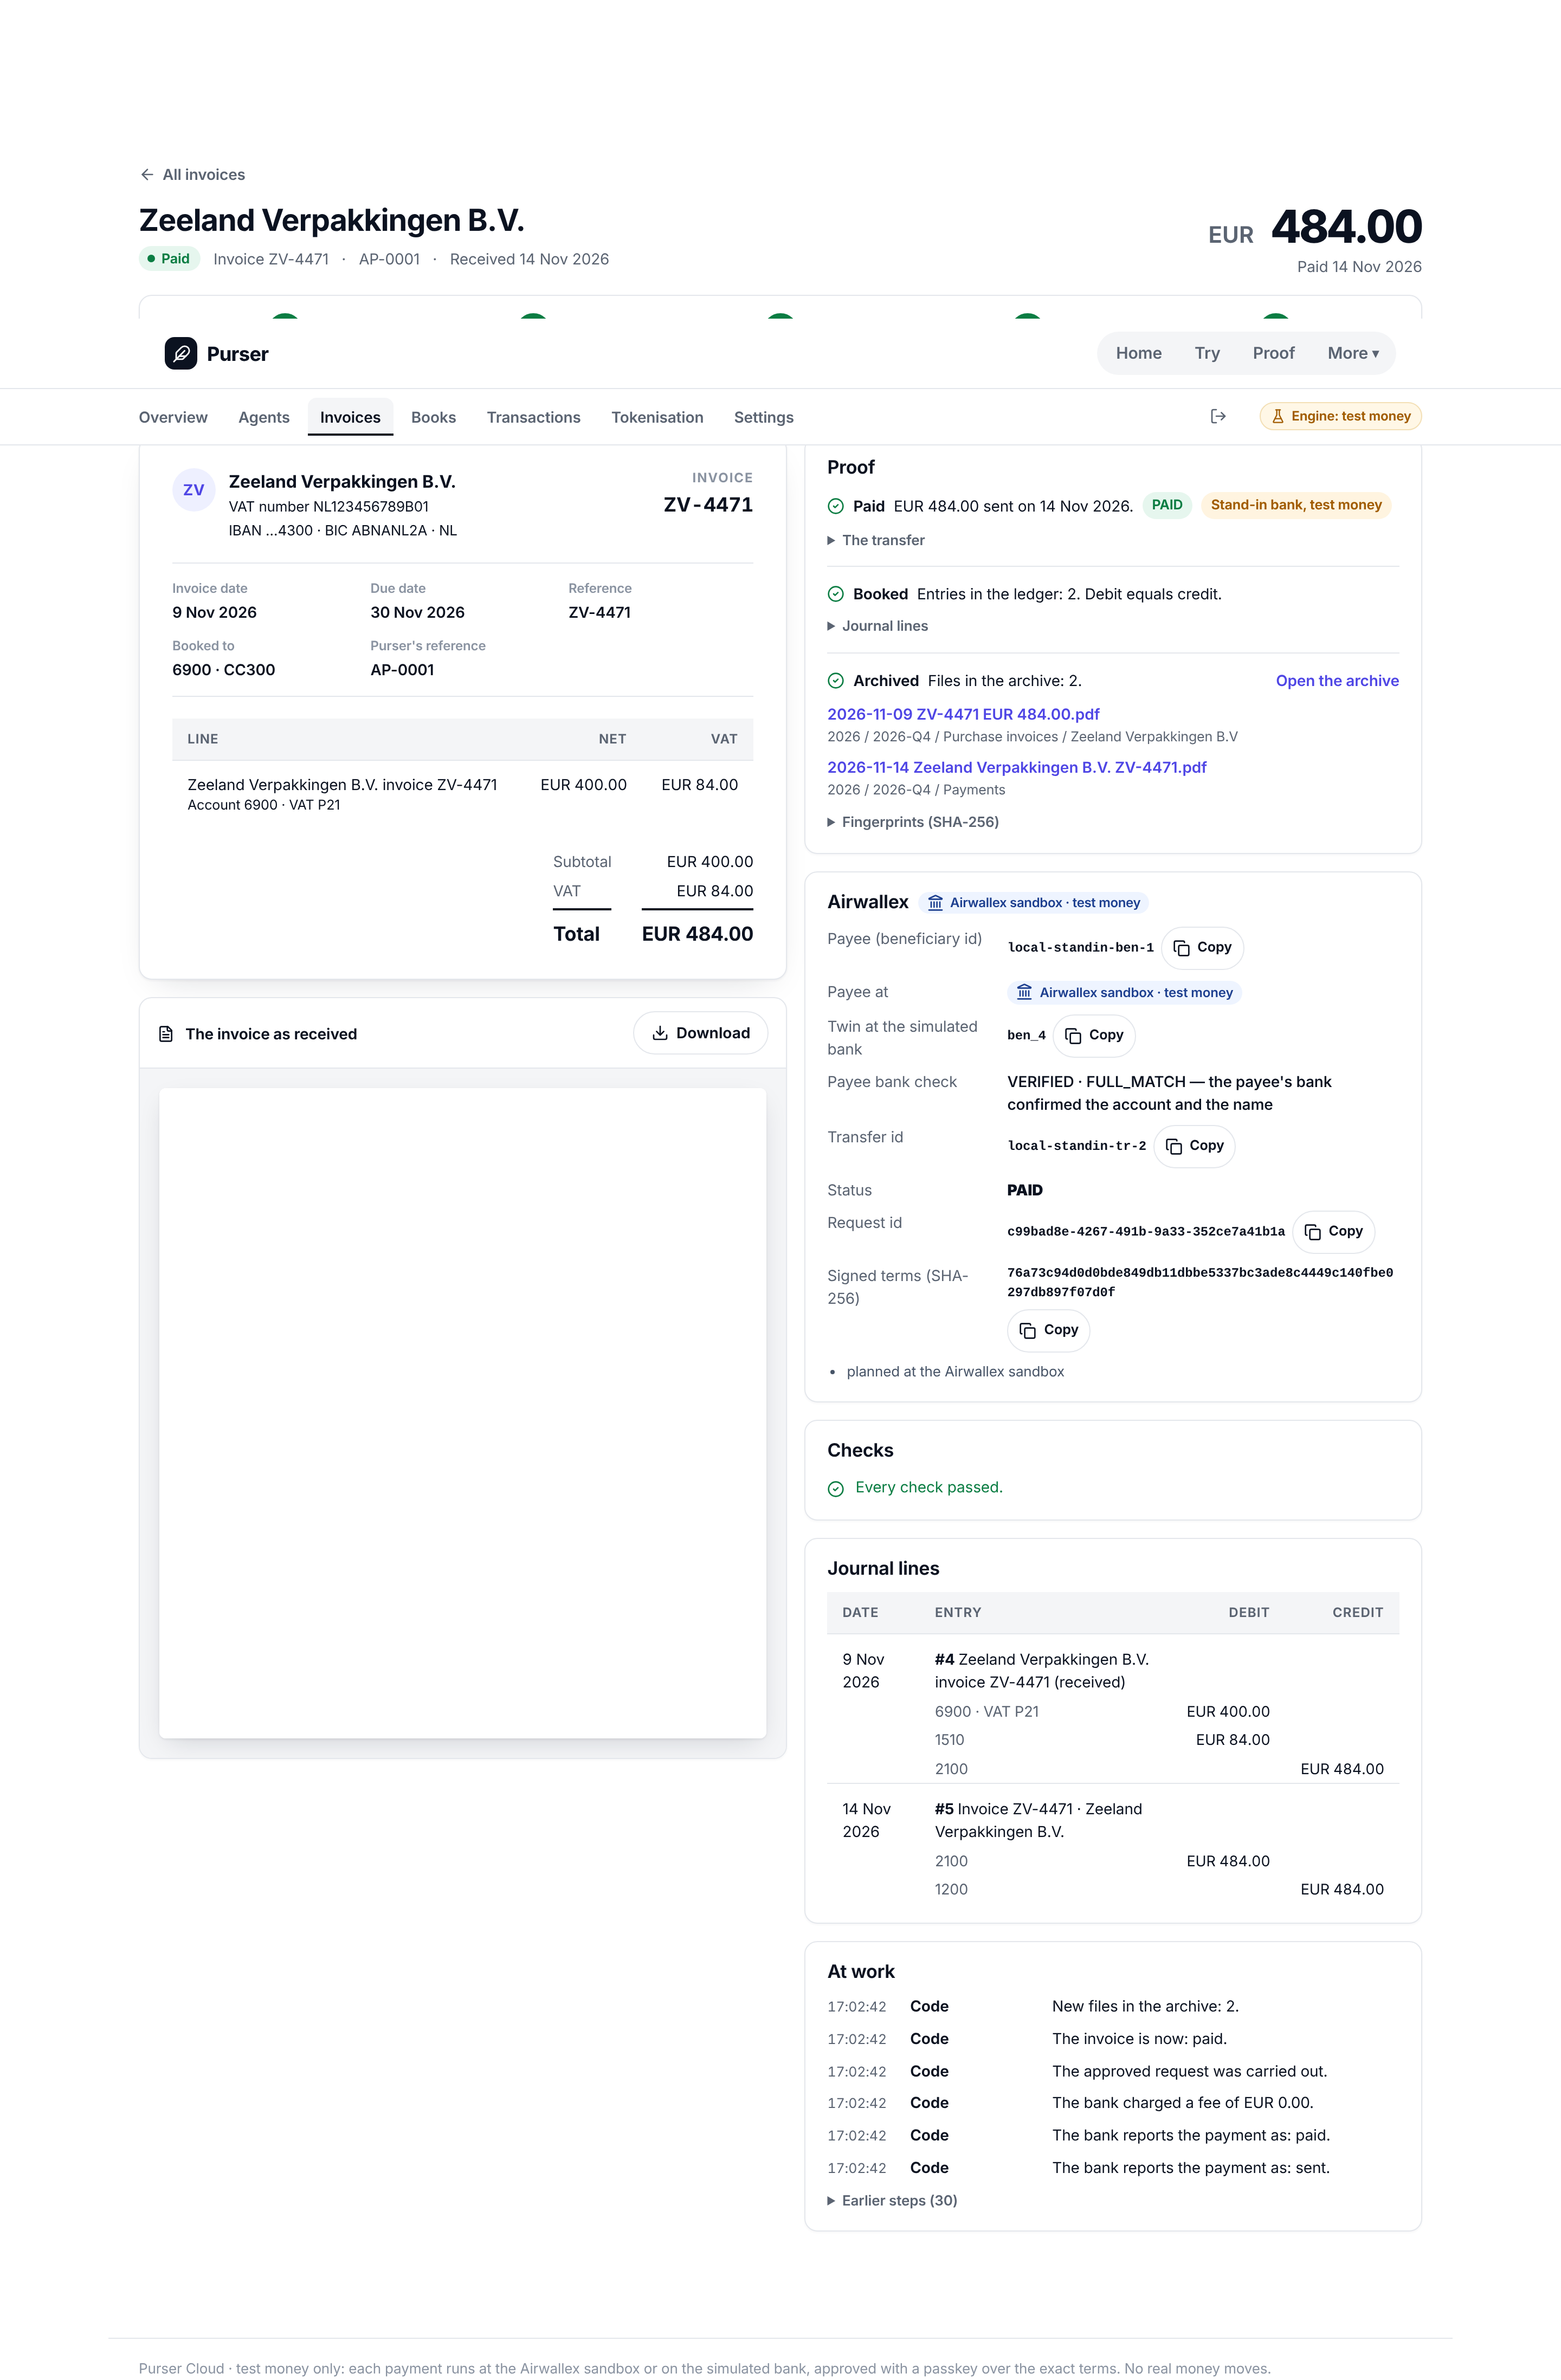 All invoices
Zeeland Verpakkingen B.V.
EUR 484.00
Paid Invoice ZV-4471 · AP-0001 · Received 14 Nov 2026
Paid 14 Nov 2026
Purser
Home Try Proof More ▾
Overview Agents Invoices Books Transactions Tokenisation Settings
Engine: test money
ZV
Zeeland Verpakkingen B.V.
VAT number NL123456789B01
IBAN …4300 · BIC ABNANL2A · NL
INVOICE
ZV-4471
Invoice date Due date Reference
9 Nov 2026 30 Nov 2026 ZV-4471
Booked to Purser's reference
6900 · CC300 AP-0001
LINE NET VAT
Zeeland Verpakkingen B.V. invoice ZV-4471 EUR 400.00 EUR 84.00
Account 6900 · VAT P21
Subtotal EUR 400.00
VAT EUR 84.00
Total EUR 484.00
The invoice as received Download
Proof
Paid EUR 484.00 sent on 14 Nov 2026. PAID Stand-in bank, test money
The transfer
Booked Entries in the ledger: 2. Debit equals credit.
Journal lines
Archived Files in the archive: 2. Open the archive
2026-11-09 ZV-4471 EUR 484.00.pdf
2026 / 2026-Q4 / Purchase invoices / Zeeland Verpakkingen B.V
2026-11-14 Zeeland Verpakkingen B.V. ZV-4471.pdf
2026 / 2026-Q4 / Payments
Fingerprints (SHA-256)
Airwallex Airwallex sandbox · test money
Payee (beneficiary id) local-standin-ben-1 Copy
Payee at Airwallex sandbox · test money
Twin at the simulated
bank
ben_4 Copy
Payee bank check VERIFIED · FULL_MATCH — the payee's bank
confirmed the account and the name
Transfer id local-standin-tr-2 Copy
Status PAID
Request id c99bad8e-4267-491b-9a33-352ce7a41b1a Copy
Signed terms (SHA-
256)
76a73c94d0d0bde849db11dbbe5337bc3ade8c4449c140fbe0
297db897f07d0f
Copy
• planned at the Airwallex sandbox
Checks
Every check passed.
Journal lines
DATE ENTRY DEBIT CREDIT
9 Nov
2026
#4 Zeeland Verpakkingen B.V.
invoice ZV-4471 (received)
6900 · VAT P21 EUR 400.00
1510 EUR 84.00
2100 EUR 484.00
14 Nov
2026
#5 Invoice ZV-4471 · Zeeland
Verpakkingen B.V.
2100 EUR 484.00
1200 EUR 484.00
At work
17:02:42 Code New files in the archive: 2.
17:02:42 Code The invoice is now: paid.
17:02:42 Code The approved request was carried out.
17:02:42 Code The bank charged a fee of EUR 0.00.
17:02:42 Code The bank reports the payment as: paid.
17:02:42 Code The bank reports the payment as: sent.
Earlier steps (30)
Purser Cloud · test money only: each payment runs at the Airwallex sandbox or on the simulated bank, approved with a passkey over the exact terms. No real money moves.